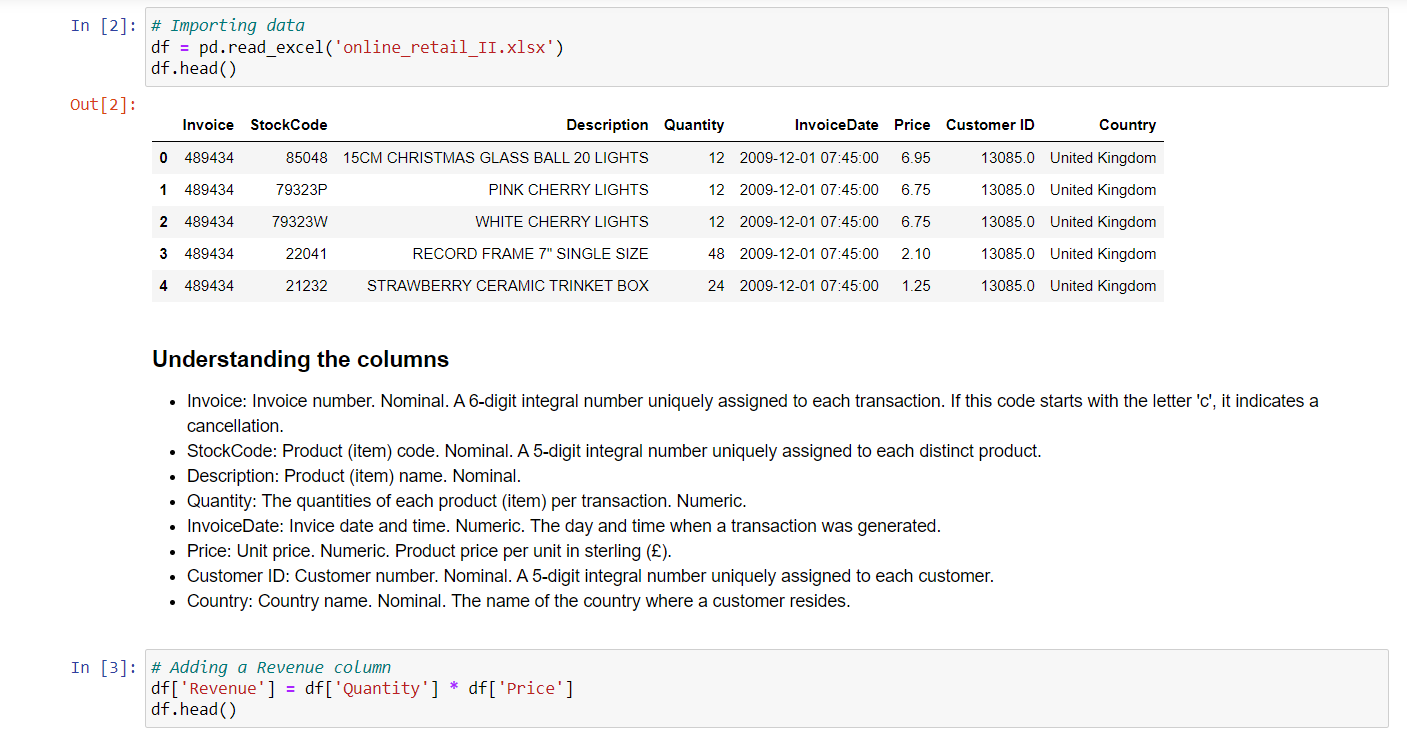 In [2]: # Importing data
df = pd.read_excel('online_retail_II.xlsx')
df.head()
Out[2]:
Invoice StockCode Description Quantity InvoiceDate Price Customer ID Country
0 489434 85048 15CM CHRISTMAS GLASS BALL 20 LIGHTS 12 2009-12-01 07:45:00 6.95 13085.0 United Kingdom
1 489434 79323P PINK CHERRY LIGHTS 12 2009-12-01 07:45:00 6.75 13085.0 United Kingdom
2 489434 79323W WHITE CHERRY LIGHTS 12 2009-12-01 07:45:00 6.75 13085.0 United Kingdom
3 489434 22041 RECORD FRAME 7" SINGLE SIZE 48 2009-12-01 07:45:00 2.10 13085.0 United Kingdom
4 489434 21232 STRAWBERRY CERAMIC TRINKET BOX 24 2009-12-01 07:45:00 1.25 13085.0 United Kingdom
Understanding the columns
• Invoice: Invoice number. Nominal. A 6-digit integral number uniquely assigned to each transaction. If this code starts with the letter 'c', it indicates a
cancellation.
• StockCode: Product (item) code. Nominal. A 5-digit integral number uniquely assigned to each distinct product.
• Description: Product (item) name. Nominal.
• Quantity: The quantities of each product (item) per transaction. Numeric.
• InvoiceDate: Invice date and time. Numeric. The day and time when a transaction was generated.
• Price: Unit price. Numeric. Product price per unit in sterling (£).
• Customer ID: Customer number. Nominal. A 5-digit integral number uniquely assigned to each customer.
• Country: Country name. Nominal. The name of the country where a customer resides.
In [3]: # Adding a Revenue column
df['Revenue'] = df['Quantity'] * df['Price']
df.head()